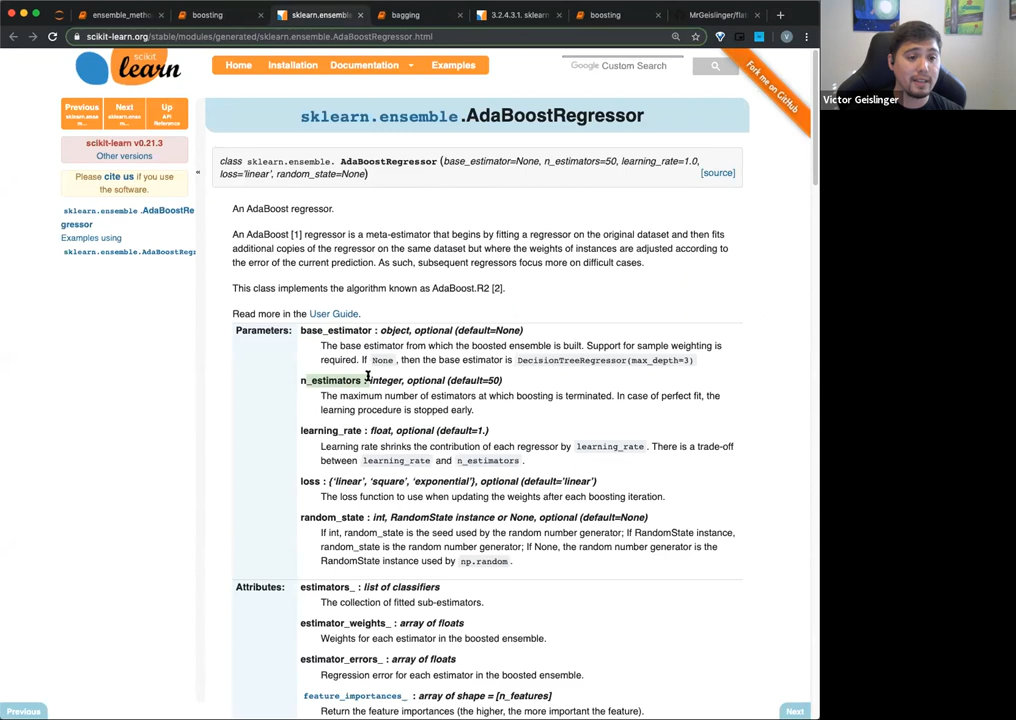 ensemble_metho
boosting
sklearn.ensemble
bagging
3.2.4.3.1. sklearn
boosting
MrGeislinger/flat
scikit-learn.org/stable/modules/generated/sklearn.ensemble.AdaBoostRegressor.html
V
scikit
learn
Home Installation Documentation Examples
Google Custom Search
Fork me on GitHub
Victor Geislinger
Previous Next Up
sklearn.ense sklearn.ense API
m... m... Reference
scikit-learn v0.21.3
Other versions
Please cite us if you use
the software.
sklearn.ensemble .AdaBoostRe
gressor
Examples using
sklearn.ensemble.AdaBoostRegr
«
sklearn.ensemble.AdaBoostRegressor
class sklearn.ensemble. AdaBoostRegressor (base_estimator=None, n_estimators=50, learning_rate=1.0,
loss='linear', random_state=None) [source]
An AdaBoost regressor.
An AdaBoost [1] regressor is a meta-estimator that begins by fitting a regressor on the original dataset and then fits
additional copies of the regressor on the same dataset but where the weights of instances are adjusted according to
the error of the current prediction. As such, subsequent regressors focus more on difficult cases.
This class implements the algorithm known as AdaBoost.R2 [2].
Read more in the User Guide.
Parameters: base_estimator : object, optional (default=None)
The base estimator from which the boosted ensemble is built. Support for sample weighting is
required. If None, then the base estimator is DecisionTreeRegressor(max_depth=3)
n_estimators : integer, optional (default=50)
The maximum number of estimators at which boosting is terminated. In case of perfect fit, the
learning procedure is stopped early.
learning_rate : float, optional (default=1.)
Learning rate shrinks the contribution of each regressor by learning_rate. There is a trade-off
between learning_rate and n_estimators.
loss : {'linear', 'square', 'exponential'}, optional (default='linear')
The loss function to use when updating the weights after each boosting iteration.
random_state : int, RandomState instance or None, optional (default=None)
If int, random_state is the seed used by the random number generator; If RandomState instance,
random_state is the random number generator; If None, the random number generator is the
RandomState instance used by np.random.
Attributes: estimators_ : list of classifiers
The collection of fitted sub-estimators.
estimator_weights_ : array of floats
Weights for each estimator in the boosted ensemble.
estimator_errors_ : array of floats
Regression error for each estimator in the boosted ensemble.
feature_importances_ : array of shape = [n_features]
Return the feature importances (the higher, the more important the feature).
Previous
Next